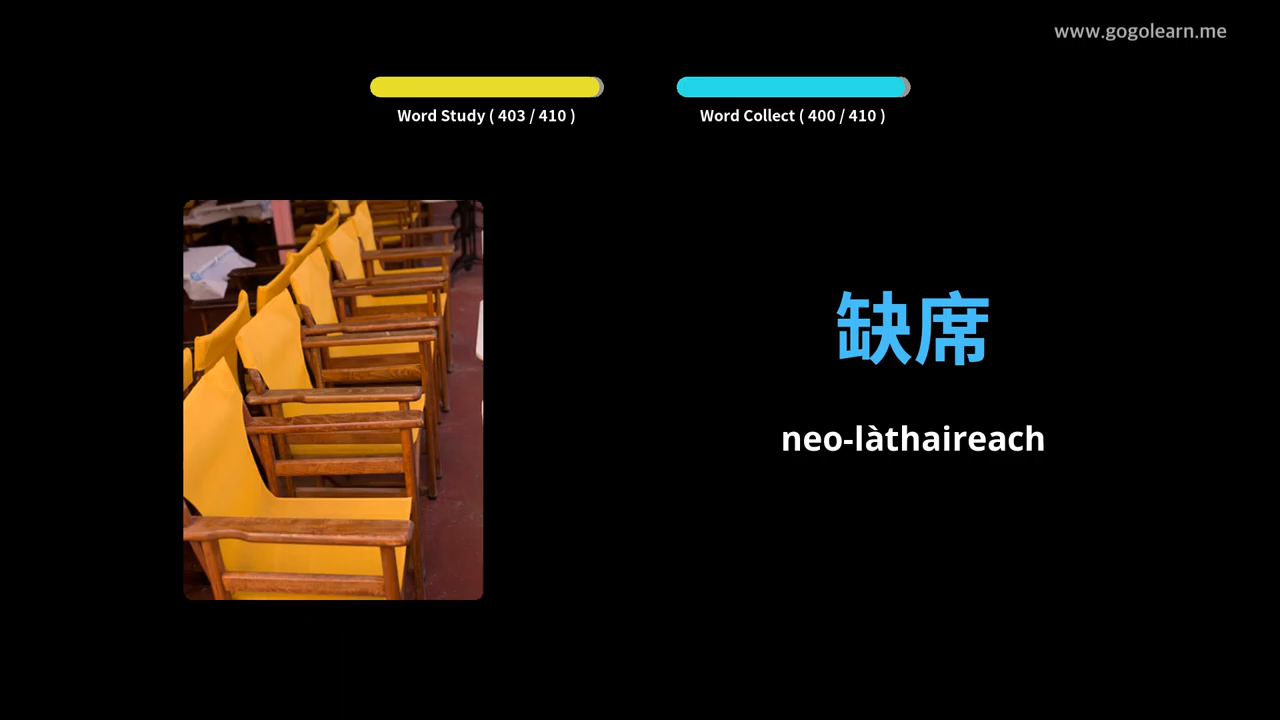 www.gogolearn.me
Word Study ( 403 / 410 )
Word Collect ( 400 / 410 )
缺席
neo-làthaireach